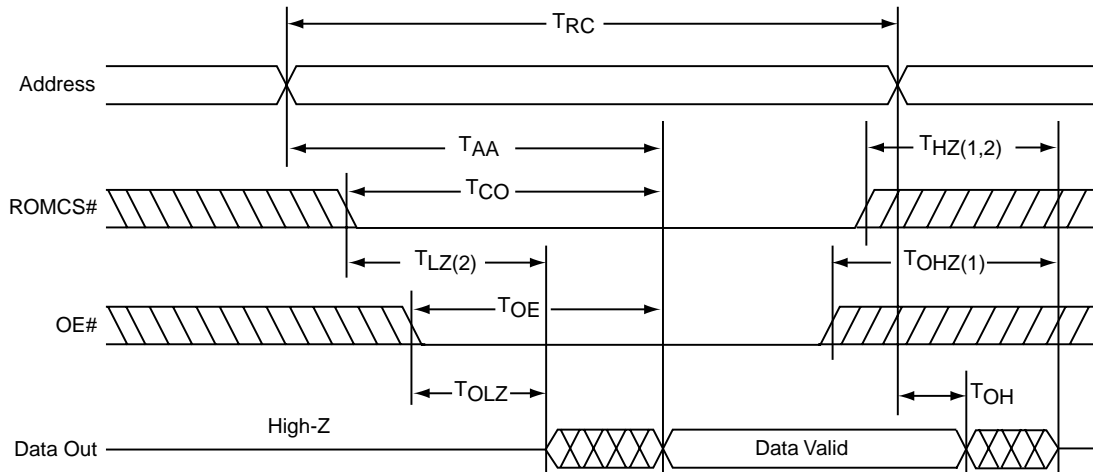 TRC
Address
TAA
THZ(1,2)
TCO
ROMCS#
TLZ(2)
TOHZ(1)
TOE
OE#
TOLZ
TOH
High-Z
Data Out
Data Valid